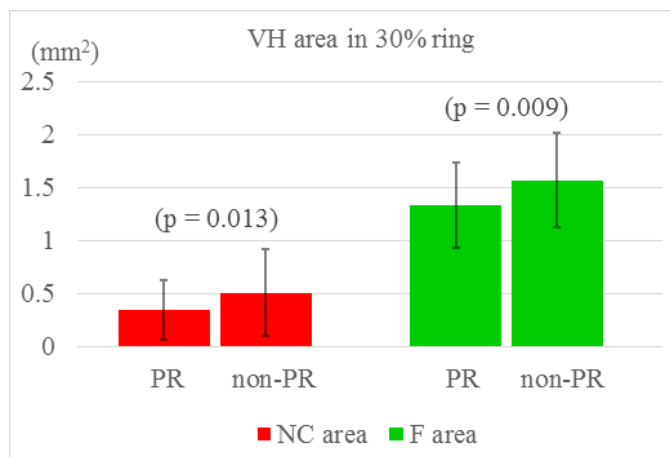 VH area in 30% ring
(mm²)
2.5
2
1.5
1
0.5
0
(p = 0.013)
(p = 0.009)
PR non-PR PR non-PR
NC area F area